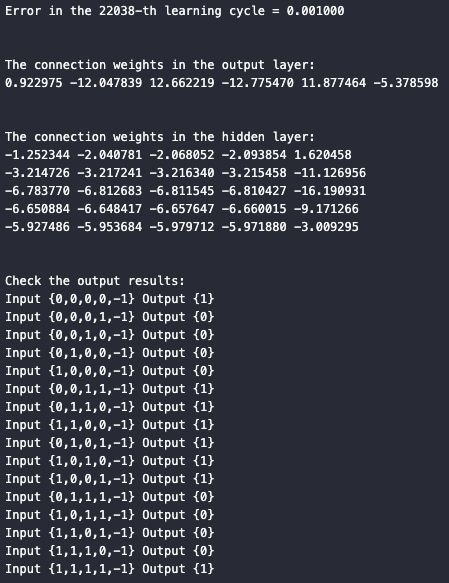 Error in the 22038-th learning cycle = 0.001000
The connection weights in the output layer:
0.922975 -12.047839 12.662219 -12.775470 11.877464 -5.378598
The connection weights in the hidden layer:
-1.252344 -2.040781 -2.068052 -2.093854 1.620458
-3.214726 -3.217241 -3.216340 -3.215458 -11.126956
-6.783770 -6.812683 -6.811545 -6.810427 -16.190931
-6.650884 -6.648417 -6.657647 -6.660015 -9.171266
-5.927486 -5.953684 -5.979712 -5.971880 -3.009295
Check the output results:
Input {0,0,0,0,-1} Output {1}
Input {0,0,0,1,-1} Output {0}
Input {0,0,1,0,-1} Output {0}
Input {0,1,0,0,-1} Output {0}
Input {1,0,0,0,-1} Output {0}
Input {0,0,1,1,-1} Output {1}
Input {0,1,1,0,-1} Output {1}
Input {1,1,0,0,-1} Output {1}
Input {0,1,0,1,-1} Output {1}
Input {1,0,1,0,-1} Output {1}
Input {1,0,0,1,-1} Output {1}
Input {0,1,1,1,-1} Output {0}
Input {1,0,1,1,-1} Output {0}
Input {1,1,0,1,-1} Output {0}
Input {1,1,1,0,-1} Output {0}
Input {1,1,1,1,-1} Output {1}